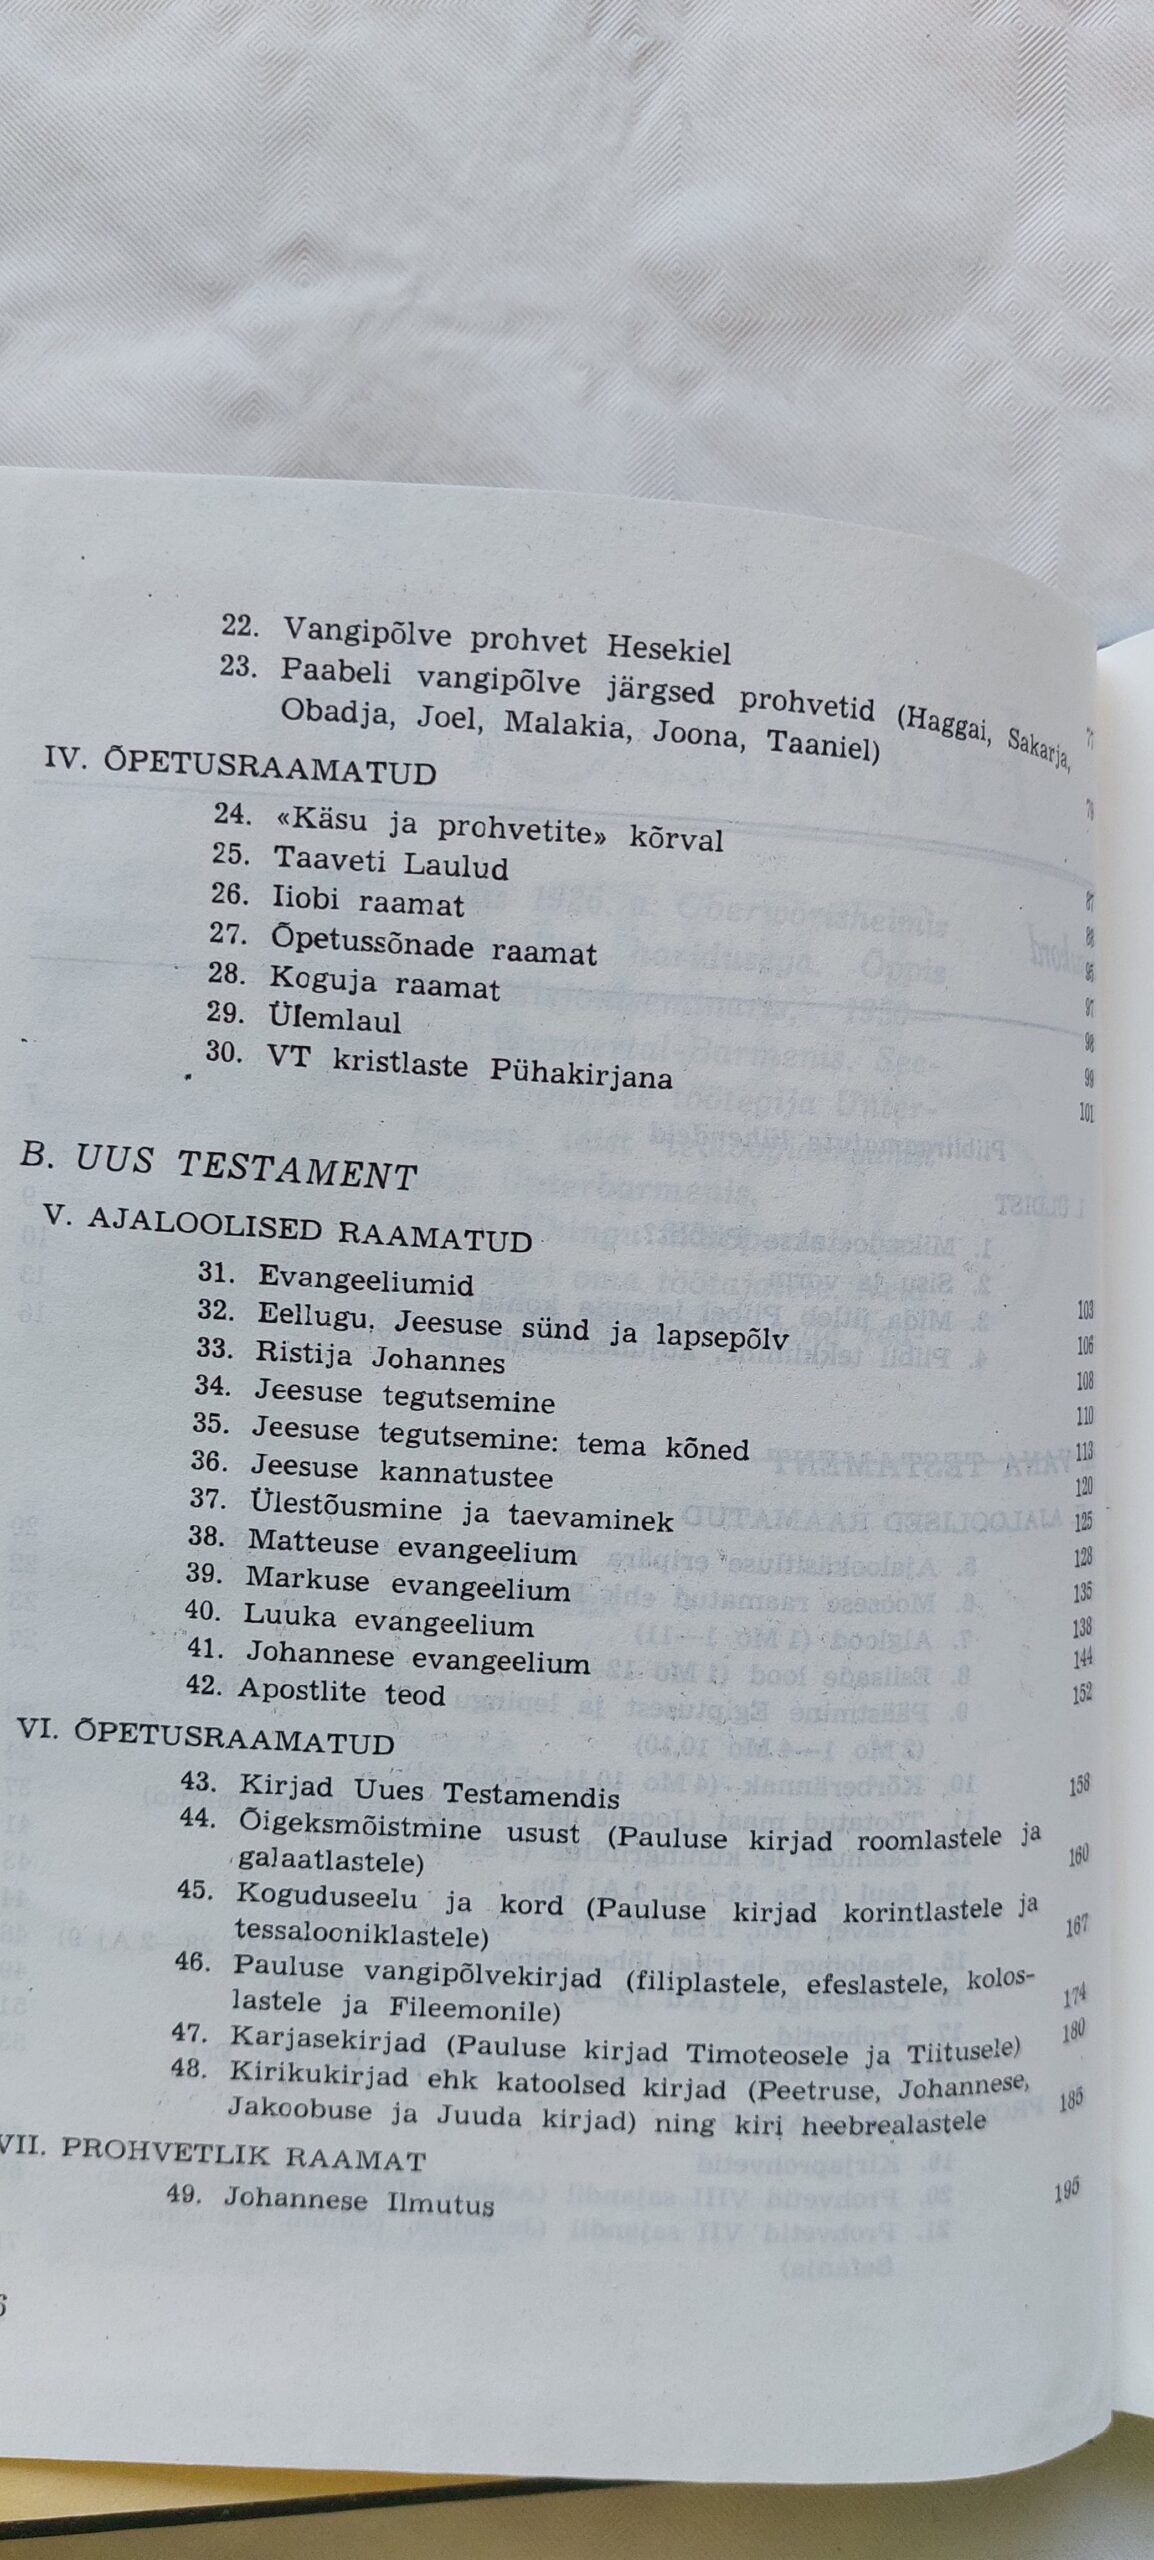 22. Vangipõlve prohvet Hesekiel 77
23. Paabeli vangipõlve järgsed prohvetid (Haggai, Sakarja,
Obadja, Joel, Malakia, Joona, Taaniel)
IV. ÕPETUSRAAMATUD
24. «Käsu ja prohvetite» kõrval 87
25. Taaveti Laulud 88
26. Iiobi raamat 95
27. Õpetussõnade raamat 97
28. Koguja raamat 98
29. Ülemlaul 99
30. VT kristlaste Pühakirjana 101
B. UUS TESTAMENT
V. AJALOOLISED RAAMATUD
31. Evangeeliumid 103
32. Eellugu. Jeesuse sünd ja lapsepõlv 106
33. Ristija Johannes 108
34. Jeesuse tegutsemine 110
35. Jeesuse tegutsemine: tema kõned 113
36. Jeesuse kannatustee 120
37. Ülestõusmine ja taevaminek 125
38. Matteuse evangeelium 128
39. Markuse evangeelium 135
40. Luuka evangeelium 138
41. Johannese evangeelium 144
42. Apostlite teod 152
VI. ÕPETUSRAAMATUD
43. Kirjad Uues Testamendis 158
44. Õigeksmõistmine usust (Pauluse kirjad roomlastele ja
galaatlastele) 160
45. Koguduseelu ja kord (Pauluse kirjad korintlastele ja
tessalooniklastele) 167
46. Pauluse vangipõlvekirjad (filiplastele, efeslastele, kolos-
lastele ja Fileemonile) 174
47. Karjasekirjad (Pauluse kirjad Timoteosele ja Tiitusele) 180
48. Kirikukirjad ehk katoolsed kirjad (Peetruse, Johannese,
Jakoobuse ja Juuda kirjad) ning kiri heebrealastele 185
VII. PROHVETLIK RAAMAT
49. Johannese Ilmutus 195
6